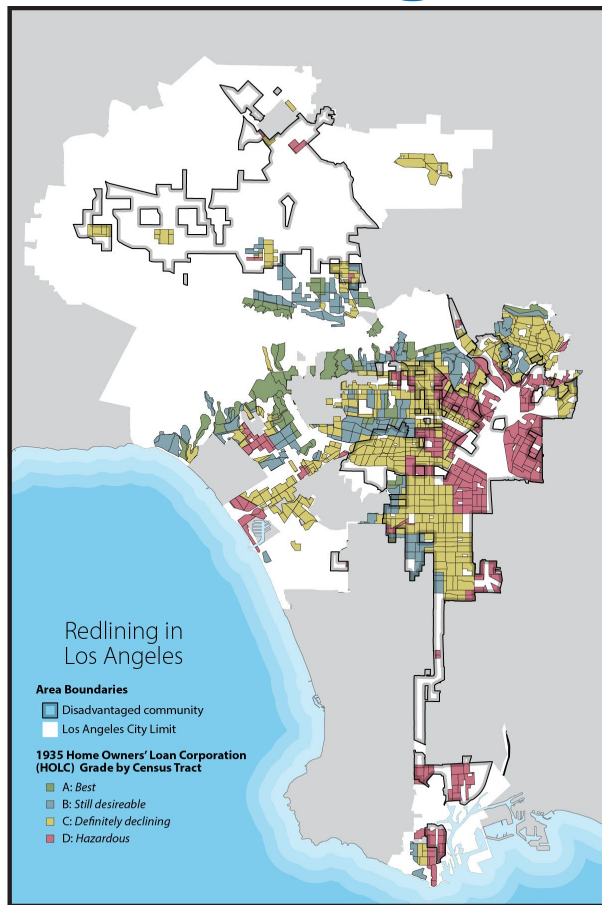 Redlining in
Los Angeles
Area Boundaries
Disadvantaged community
Los Angeles City Limit
1935 Home Owners’ Loan Corporation
(HOLC) Grade by Census Tract
A: Best
B: Still desireable
C: Definitely declining
D: Hazardous